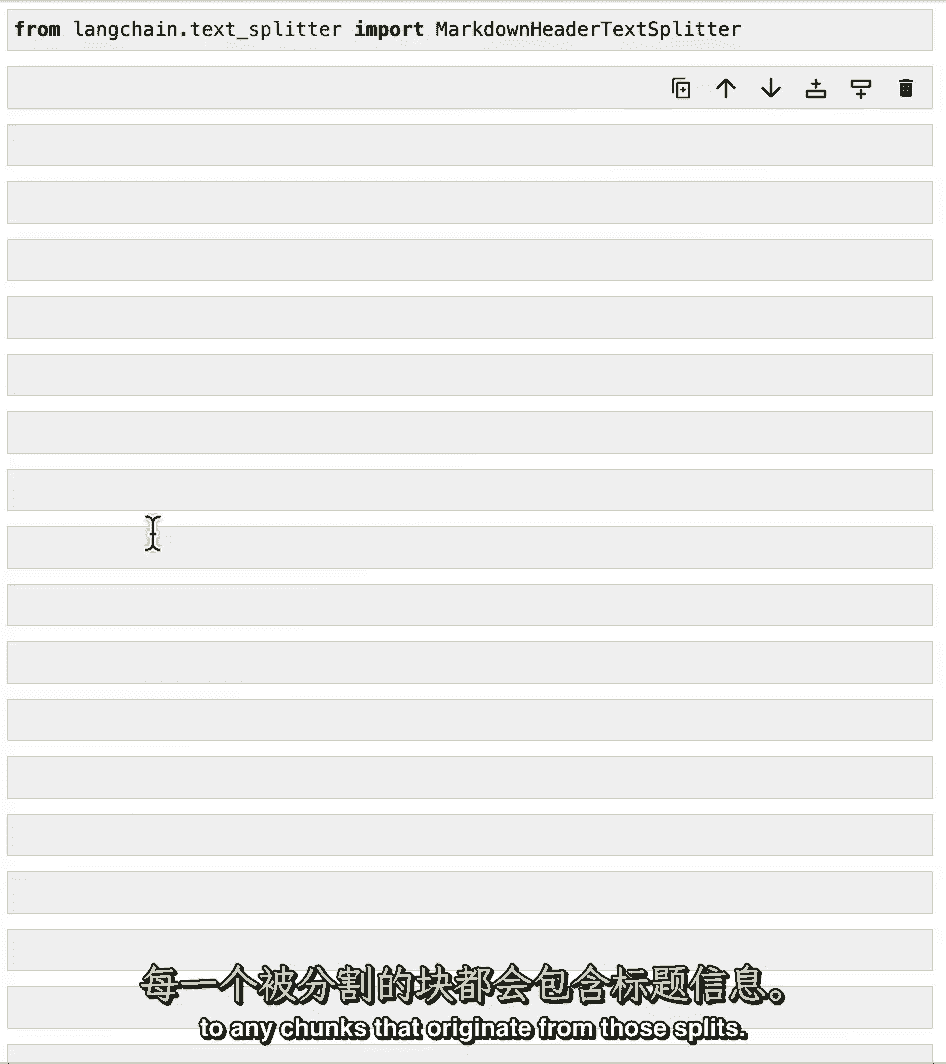 from langchain.text_splitter import MarkdownHeaderTextSplitter
每一个被分割的块都会包含标题信息。
to any chunks that originate from those splits.